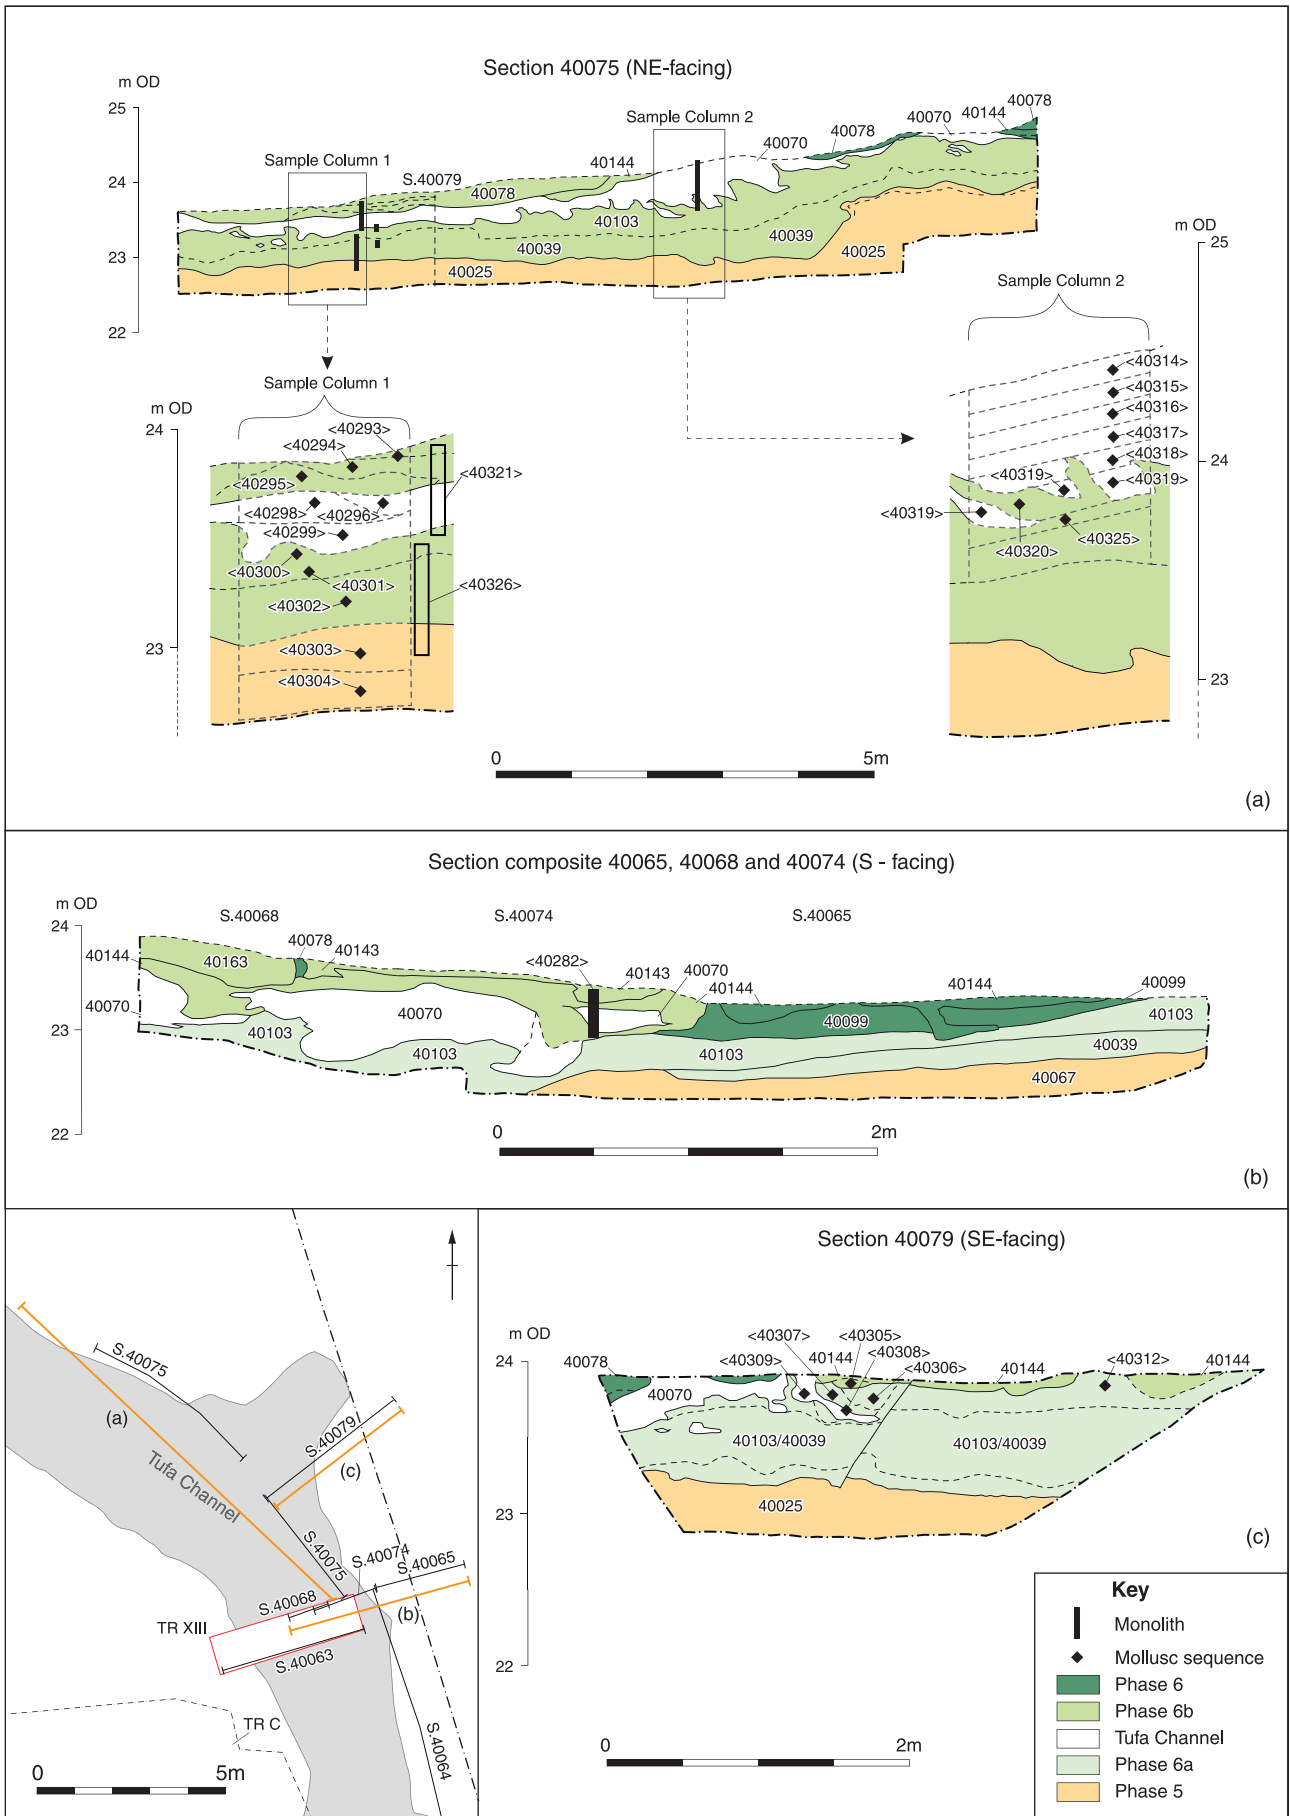 Section 40075 (NE-facing)
m OD
25
24
23
22
Sample Column 1
S.40079
40078
40144
Sample Column 2
40070
40078
40070
40144
40078
40103
40039
40039
40025
40025
Sample Column 1
m OD
24
23
<40293>
<40294>
<40295>
<40321>
<40298>
<40296>
<40299>
<40300>
<40301>
<40326>
<40302>
<40303>
<40304>
m OD
25
24
23
Sample Column 2
<40314>
<40315>
<40316>
<40317>
<40318>
<40319>
<40319>
<40319>
<40320>
<40325>
0
5m
(a)
Section composite 40065, 40068 and 40074 (S - facing)
m OD
24
23
22
S.40068
S.40074
S.40065
40144
40163
40078
40143
<40282>
40143
40070
40144
40144
40099
40070
40103
40070
40103
40103
40099
40103
40039
40067
0
2m
(b)
S.40075
(a)
Tufa Channel
S.40079
(c)
S.40075
S.40074
S.40065
S.40068
(b)
TR XIII
S.40063
TR C
S.40064
0
5m
Section 40079 (SE-facing)
m OD
24
23
22
40078
40070
<40307>
<40305>
<40309>
40144
<40308>
<40306>
40144
<40312>
40144
40103/40039
40103/40039
40025
0
2m
(c)
Key
Monolith
Mollusc sequence
Phase 6
Phase 6b
Tufa Channel
Phase 6a
Phase 5